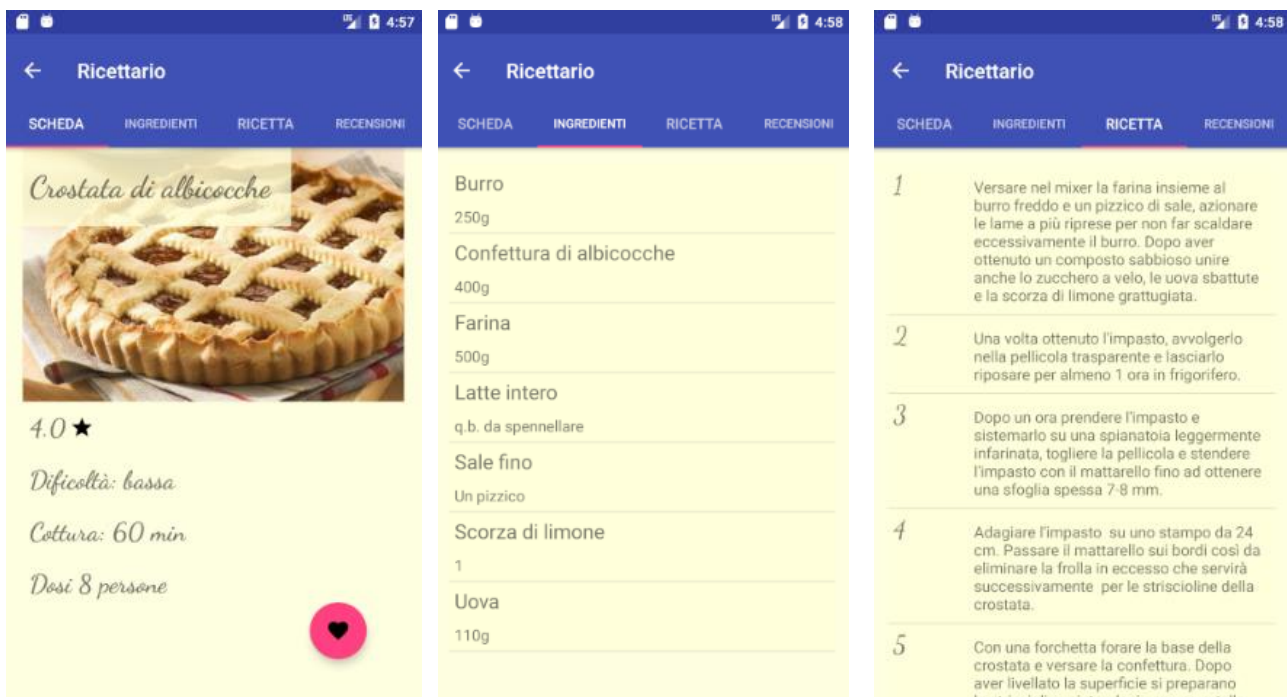 4:57
Ricettario
SCHEDA INGREDIENTI RICETTA RECENSIONI
Crostata di albicocche
4.0
Dificoltà: bassa
Cottura: 60 min
Dosi 8 persone
4:58
Ricettario
SCHEDA INGREDIENTI RICETTA RECENSIONI
Burro
250g
Confettura di albicocche
400g
Farina
500g
Latte intero
q.b. da spennellare
Sale fino
Un pizzico
Scorza di limone
1
Uova
110g
4:58
Ricettario
SCHEDA INGREDIENTI RICETTA RECENSIONI
1
Versare nel mixer la farina insieme al
burro freddo e un pizzico di sale, azionare
le lame a più riprese per non far scaldare
eccessivamente il burro. Dopo aver
ottenuto un composto sabbioso unire
anche lo zucchero a velo, le uova sbattute
e la scorza di limone grattugiata.
2
Una volta ottenuto l'impasto, avvolgerlo
nella pellicola trasparente e lasciarlo
riposare per almeno 1 ora in frigorifero.
3
Dopo un ora prendere l'impasto e
sistemarlo su una spianatoia leggermente
infarinata, togliere la pellicola e stendere
l'impasto con il mattarello fino ad ottenere
una sfoglia spessa 7-8 mm.
4
Adagiare l'impasto su uno stampo da 24
cm. Passare il mattarello sui bordi così da
eliminare la frolla in eccesso che servirà
successivamente per le striscioline della
crostata.
5
Con una forchetta forare la base della
crostata e versare la confettura. Dopo
aver livellato la superficie si preparano